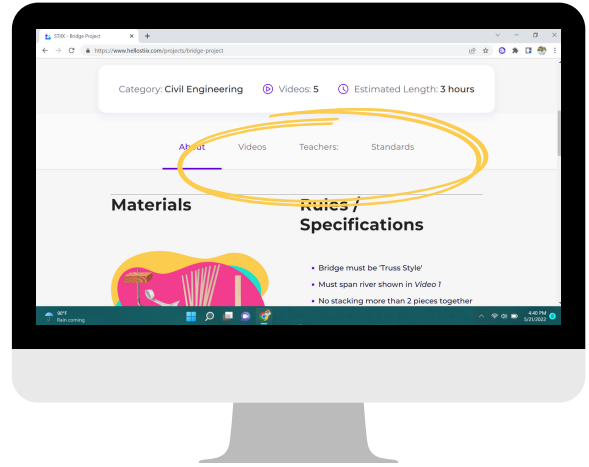 STIIX - Bridge Project
https://www.hellostiix.com/projects/bridge-project
Category: Civil Engineering Videos: 5 Estimated Length: 3 hours
About Videos Teachers: Standards
Materials
Rules /
Specifications
Bridge must be 'Truss Style'
Must span river shown in Video 1
No stacking more than 2 pieces together
90°F
Rain coming
4:40 PM
5/21/2022